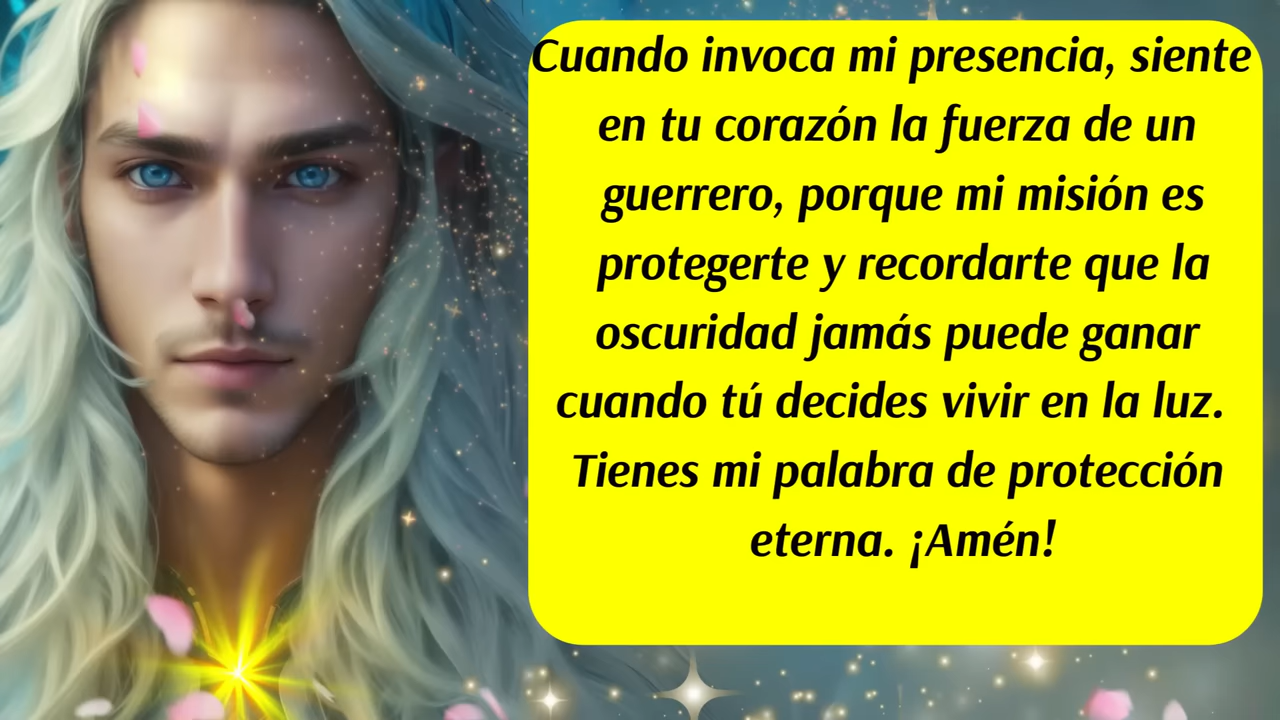 Cuando invoca mi presencia, siente
en tu corazón la fuerza de un
guerrero, porque mi misión es
protegerte y recordarte que la
oscuridad jamás puede ganar
cuando tú decides vivir en la luz.
Tienes mi palabra de protección
eterna. ¡Amén!